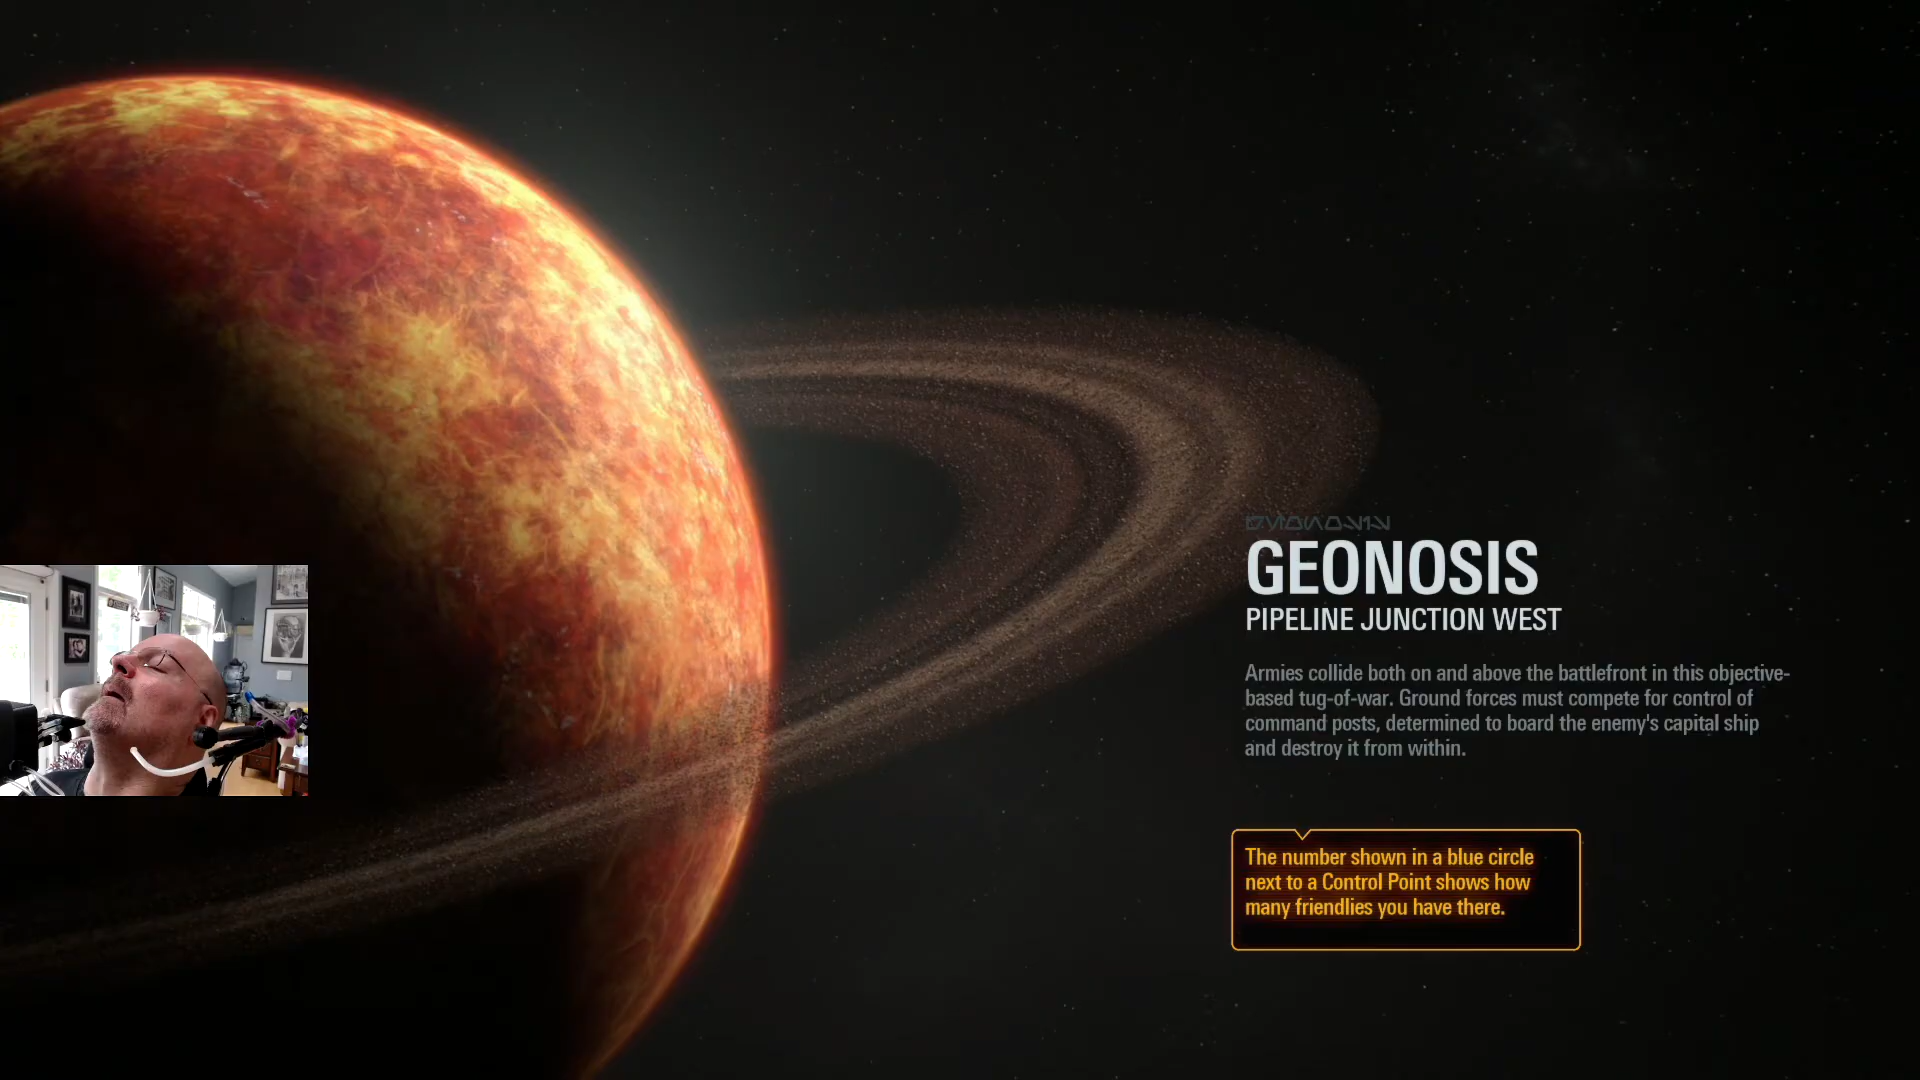 GEONOSIS
PIPELINE JUNCTION WEST
Armies collide both on and above the battlefront in this objective-
based tug-of-war. Ground forces must compete for control of
command posts, determined to board the enemy's capital ship
and destroy it from within.
The number shown in a blue circle
next to a Control Point shows how
many friendlies you have there.